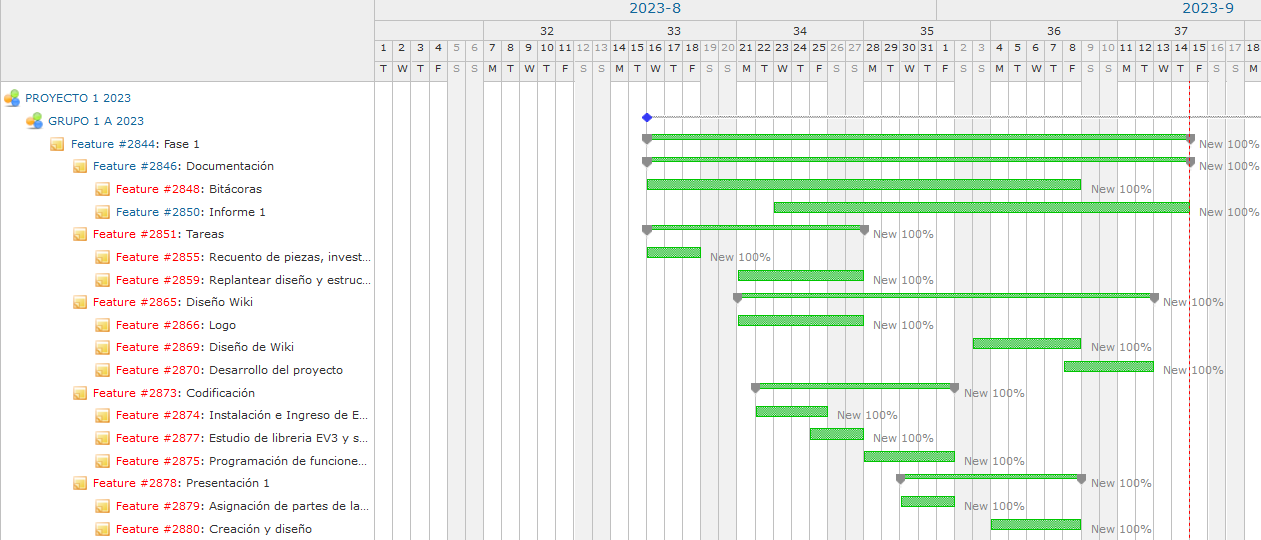 2023-8 2023-9
32 33 34 35 36 37
1 2 3 4 5 6 7 8 9 10 11 12 13 14 15 16 17 18 19 20 21 22 23 24 25 26 27 28 29 30 31 1 2 3 4 5 6 7 8 9 10 11 12 13 14 15 16 17 18
T W T F S S M T W T F S S M T W T F S S M T W T F S S M T W T F S S M T W T F S S M T W T F S S M
PROYECTO 1 2023
GRUPO 1 A 2023
Feature #2844: Fase 1 New 100%
Feature #2846: Documentación New 100%
Feature #2848: Bitácoras New 100%
Feature #2850: Informe 1 New 100%
Feature #2851: Tareas New 100%
Feature #2855: Recuento de piezas, invest... New 100%
Feature #2859: Replantear diseño y estruc... New 100%
Feature #2865: Diseño Wiki New 100%
Feature #2866: Logo New 100%
Feature #2869: Diseño de Wiki New 100%
Feature #2870: Desarrollo del proyecto New 100%
Feature #2873: Codificación New 100%
Feature #2874: Instalación e Ingreso de E... New 100%
Feature #2877: Estudio de libreria EV3 y s... New 100%
Feature #2875: Programación de funcione... New 100%
Feature #2878: Presentación 1 New 100%
Feature #2879: Asignación de partes de la... New 100%
Feature #2880: Creación y diseño New 100%